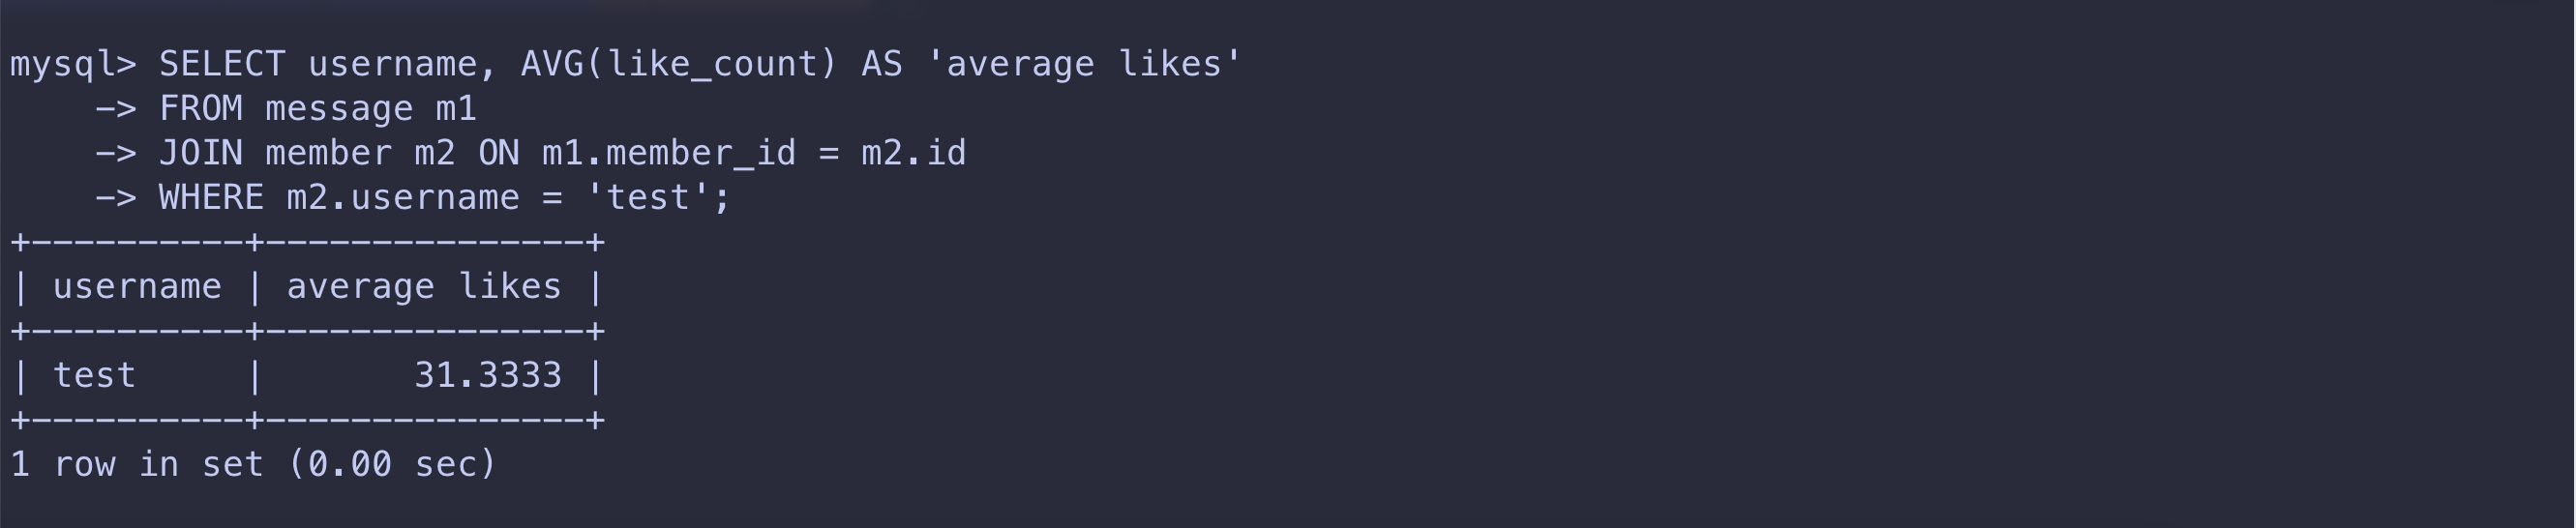 mysql> SELECT username, AVG(like_count) AS 'average likes'
    -> FROM message m1
    -> JOIN member m2 ON m1.member_id = m2.id
    -> WHERE m2.username = 'test';
+----------+---------------+
| username | average likes |
+----------+---------------+
| test     |       31.3333 |
+----------+---------------+
1 row in set (0.00 sec)